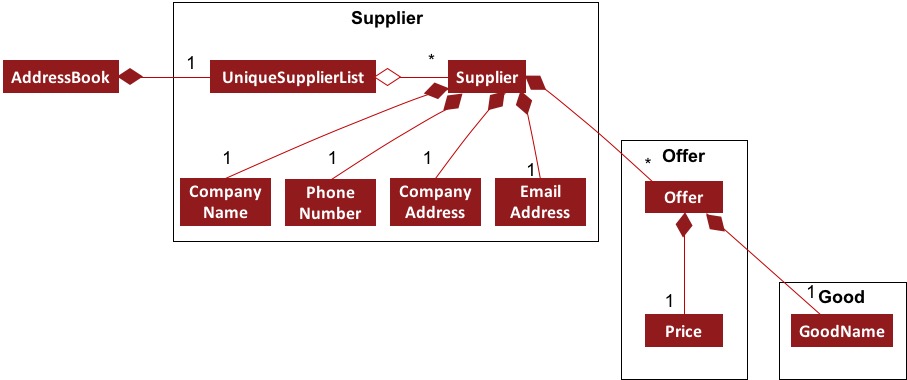 Supplier
AddressBook
1
UniqueSupplierList
*
Supplier
1
1
1
1
Company
Name
Phone
Number
Company
Address
Email
Address
Offer
*
Offer
1
Price
1
Good
GoodName